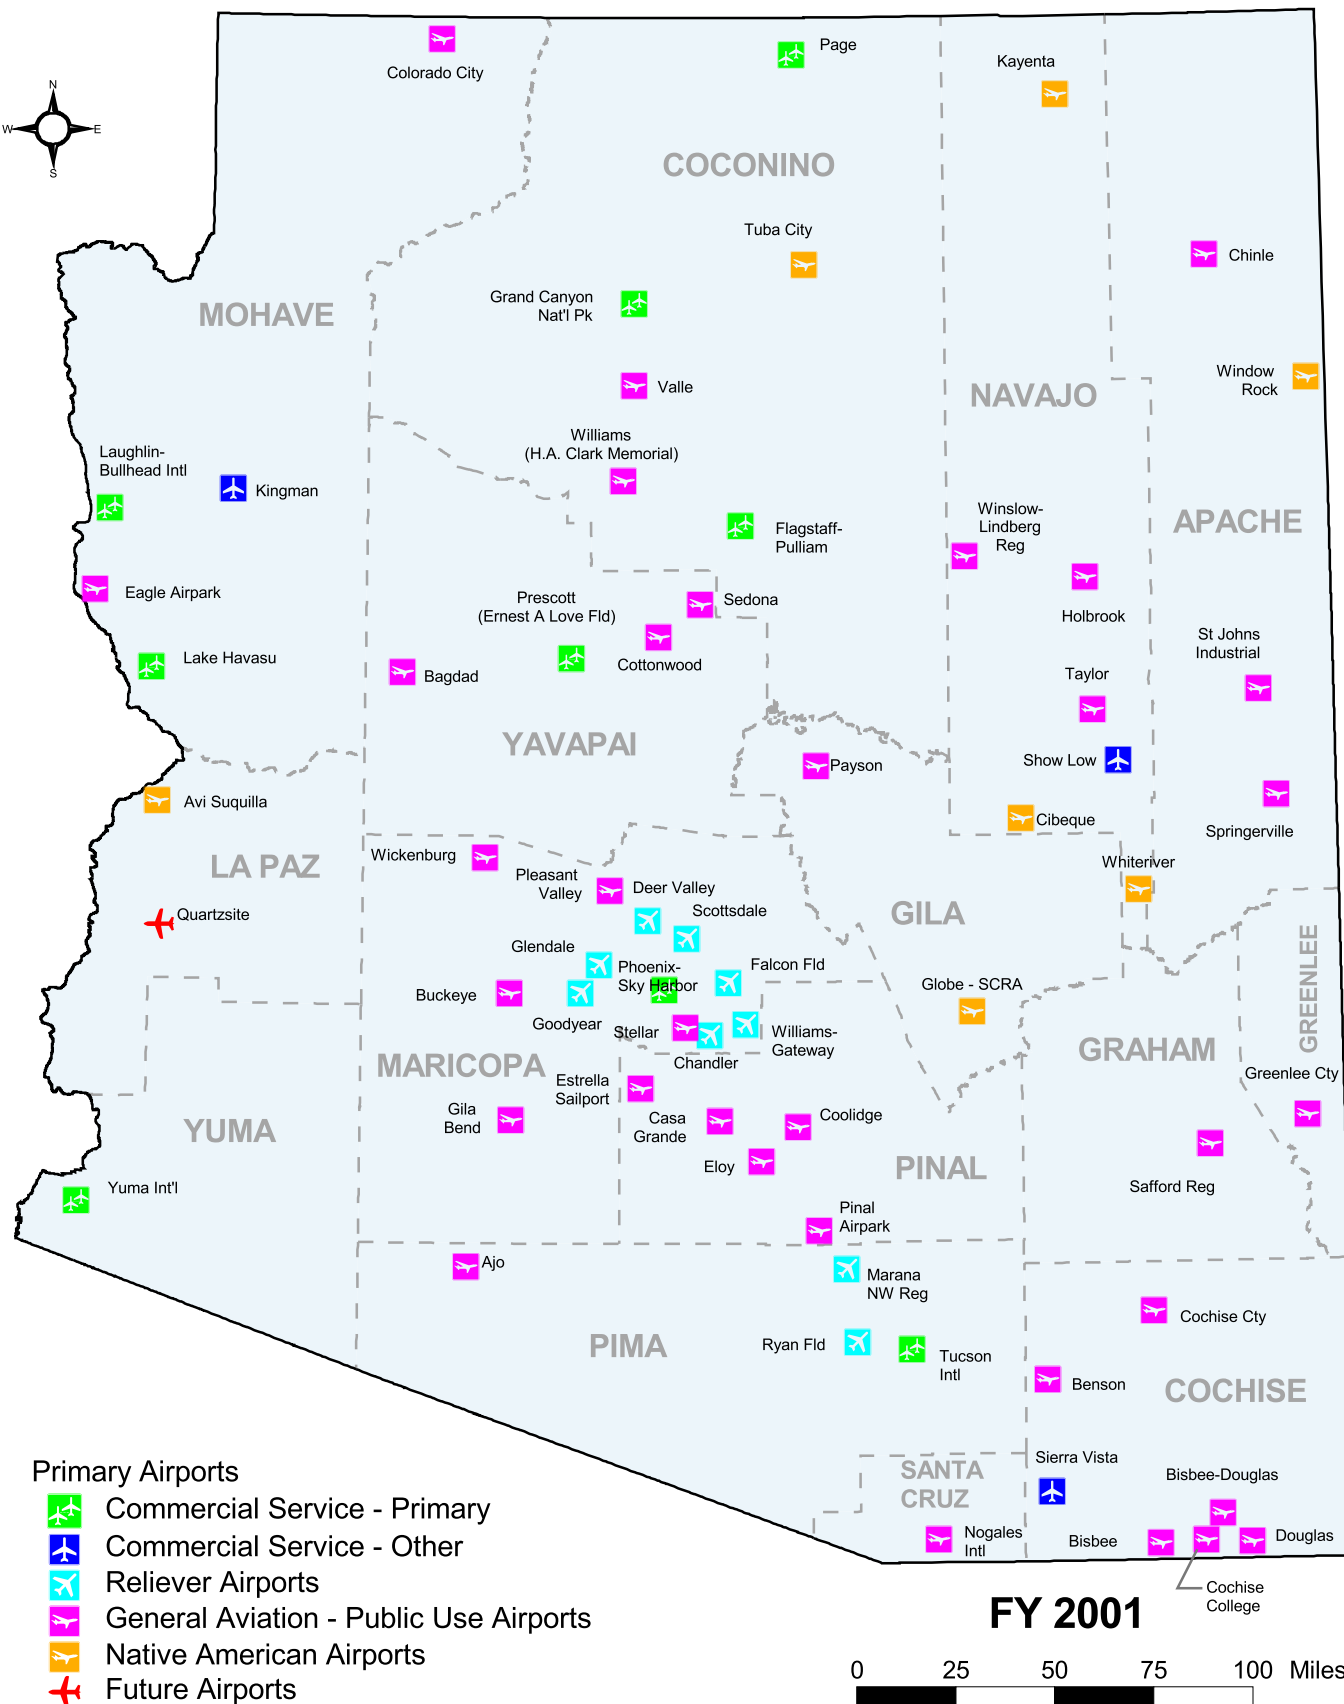 Colorado City
Page
Kayenta
N
W
E
S
COCONINO
Tuba City
Chinle
Grand Canyon
Nat'l Pk
MOHAVE
Valle
NAVAJO
Window
Rock
Williams
(H.A. Clark Memorial)
Laughlin-
Bullhead Intl
Kingman
Flagstaff-
Pulliam
Winslow-
Lindberg
Reg
APACHE
Eagle Airpark
Prescott
(Ernest A Love Fld)
Sedona
Holbrook
Lake Havasu
Bagdad
Cottonwood
St Johns
Industrial
Taylor
YAVAPAI
Payson
Show Low
Avi Suquilla
Cibeque
Springerville
LA PAZ
Wickenburg
Pleasant
Valley
Deer Valley
Whiteriver
Quartzsite
Scottsdale
GILA
Glendale
Phoenix-
Sky Harbor
Falcon Fld
GREENLEE
Buckeye
Globe - SCRA
Goodyear
Stellar
Williams-
Gateway
MARICOPA
Chandler
GRAHAM
Estrella
Sailport
Greenlee Cty
YUMA
Gila
Bend
Casa
Grande
Coolidge
Eloy
PINAL
Safford Reg
Yuma Int'l
Pinal
Airpark
Ajo
Marana
NW Reg
PIMA
Ryan Fld
Tucson
Intl
Cochise Cty
Benson
COCHISE
SANTA
CRUZ
Sierra Vista
Bisbee-Douglas
Nogales
Intl
Bisbee
Douglas
Cochise
College
Primary Airports
Commercial Service - Primary
Commercial Service - Other
Reliever Airports
General Aviation - Public Use Airports
Native American Airports
Future Airports
FY 2001
0 25 50 75 100 Miles